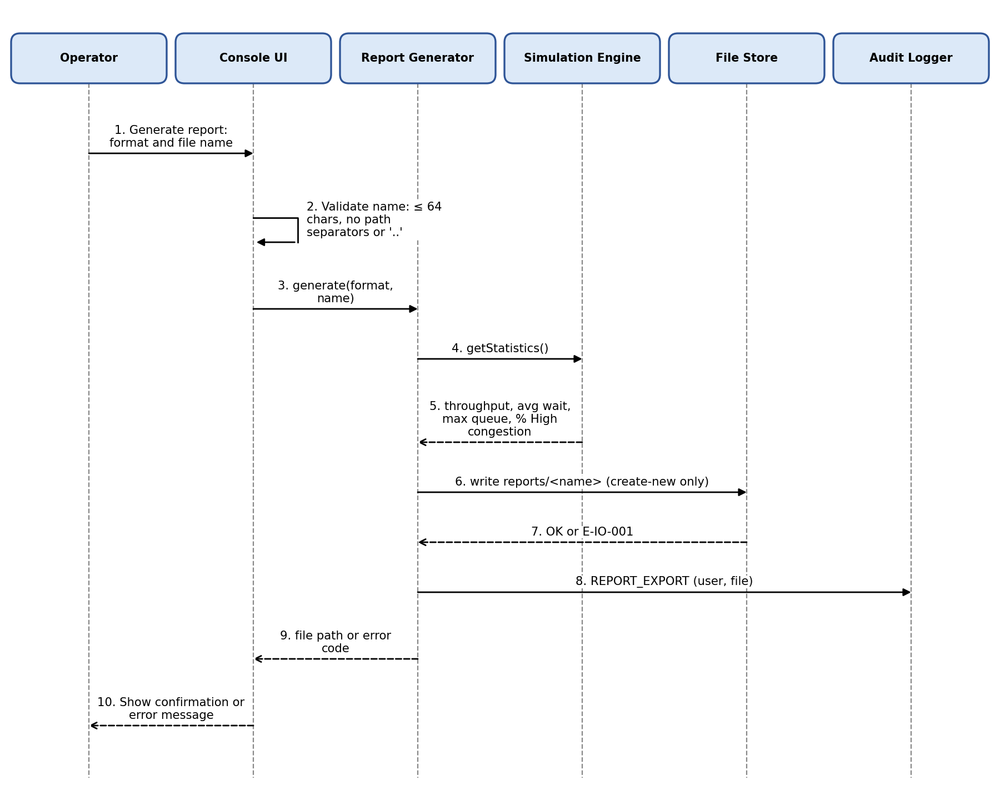 Operator
Console UI
Report Generator
Simulation Engine
File Store
Audit Logger
1. Generate report:
format and file name
2. Validate name: ≤ 64
chars, no path
separators or '..'
3. generate(format,
name)
4. getStatistics()
5. throughput, avg wait,
max queue, % High
congestion
6. write reports/<name> (create-new only)
7. OK or E-IO-001
8. REPORT_EXPORT (user, file)
9. file path or error
code
10. Show confirmation or
error message